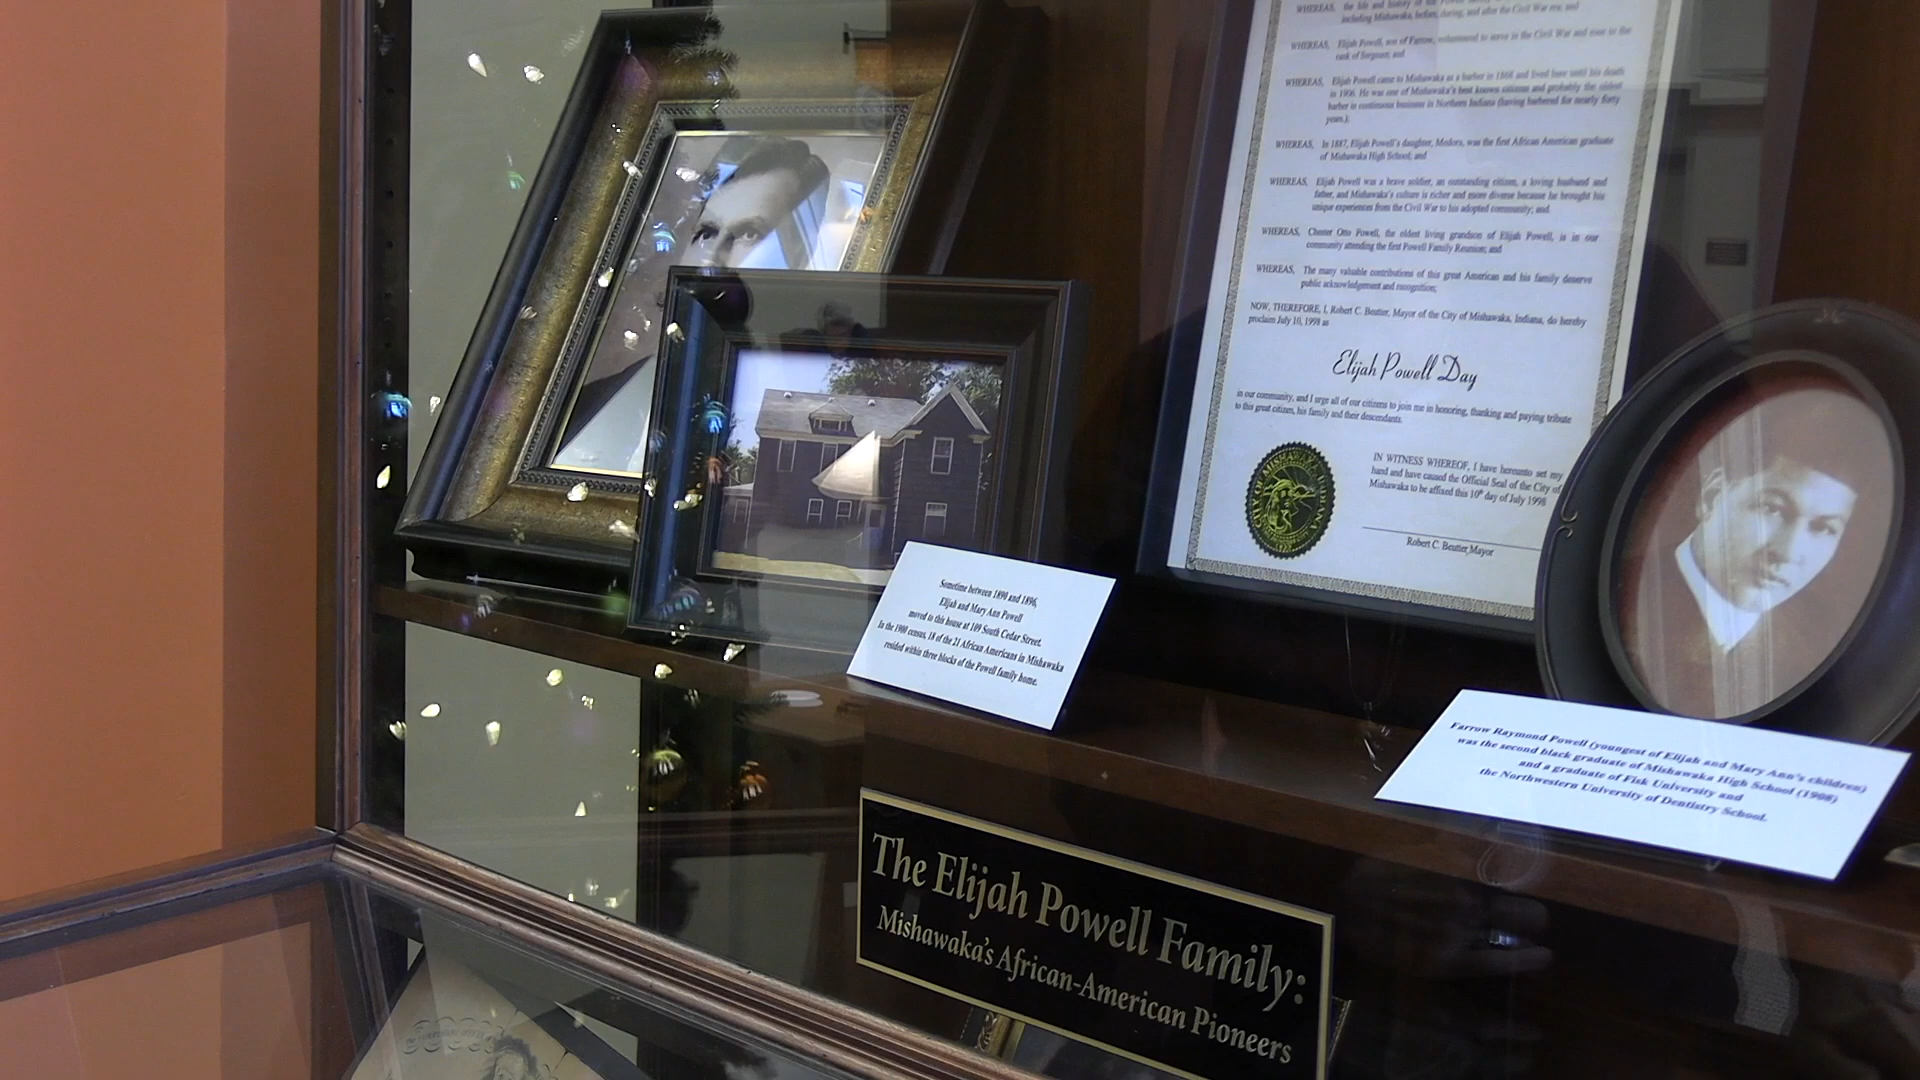 WHEREAS, the life and history of the Powell family
including Mishawaka, before, during, and after the Civil War era; and
WHEREAS, Elijah Powell, son of Farrow, volunteered to serve in the Civil War and rose to the
rank of Sergeant; and
WHEREAS, Elijah Powell came to Mishawaka as a barber in 1868 and lived here until his death
in 1906. He was one of Mishawaka's best known citizens and probably the oldest
barber in continuous business in Northern Indiana (having barbered for nearly forty
years.);
WHEREAS, In 1887, Elijah Powell's daughter, Medora, was the first African American graduate
of Mishawaka High School; and
WHEREAS, Elijah Powell was a brave soldier, an outstanding citizen, a loving husband and
father, and Mishawaka's culture is richer and more diverse because he brought his
unique experiences from the Civil War to his adopted community; and
WHEREAS, Chester Otto Powell, the oldest living grandson of Elijah Powell, is in our
community attending the first Powell Family Reunion; and
WHEREAS, The many valuable contributions of this great American and his family deserve
public acknowledgement and recognition;
NOW, THEREFORE, I, Robert C. Beutter, Mayor of the City of Mishawaka, Indiana, do hereby
proclaim July 10, 1998 as
Elijah Powell Day
in our community, and I urge all of our citizens to join me in honoring, thanking and paying tribute
to this great citizen, his family and their descendants.
IN WITNESS WHEREOF, I have hereunto set my
hand and have caused the Official Seal of the City of
Mishawaka to be affixed this 10th day of July 1998
Robert C. Beutter, Mayor
Sometime between 1890 and 1896,
Elijah and Mary Ann Powell
moved to this house at 109 South Cedar Street.
In the 1900 census, 18 of the 21 African Americans in Mishawaka
resided within three blocks of the Powell family home.
Farrow Raymond Powell (youngest of Elijah and Mary Ann's children)
was the second black graduate of Mishawaka High School (1908)
and a graduate of Fisk University and
the Northwestern University of Dentistry School.
The Elijah Powell Family:
Mishawaka's African-American Pioneers